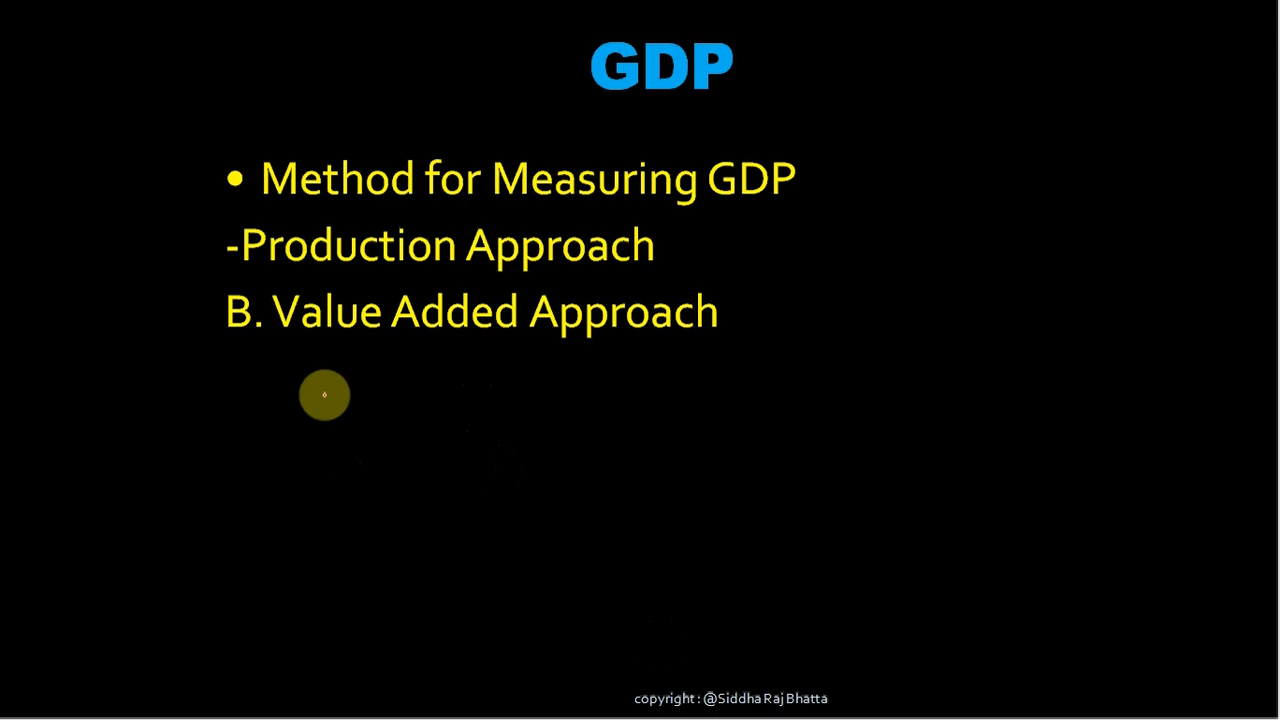 GDP
• Method for Measuring GDP
-Production Approach
B. Value Added Approach
copyright : @Siddha Raj Bhatta